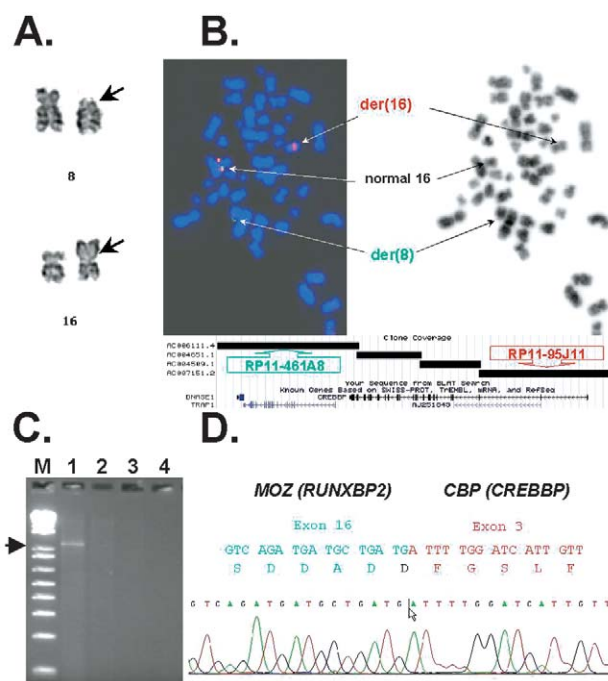 A.
B.
8
16
der(16)
normal 16
der(8)
Clone Coverage
AC006111.4
AC004651.1
AC004509.1
AC007151.2
RP11-461A8
RP11-95J11
Your Sequence from BLAT Search
Known Genes Based on SWISS-PROT, TrEMBL, mRNA, and RefSeq
DNASE1
CREBBP
TRAP1
AJ251843
C.
D.
M 1 2 3 4
MOZ (RUNXBP2) CBP (CREBBP)
Exon 16 Exon 3
GTC AGA TGA TGC TGA TGA TTTT TGG ATC ATT GTT
S D D A D D F G S L F
G T C A G A T G A T G C T G A T G A T T T T G G A T C A T T G T T